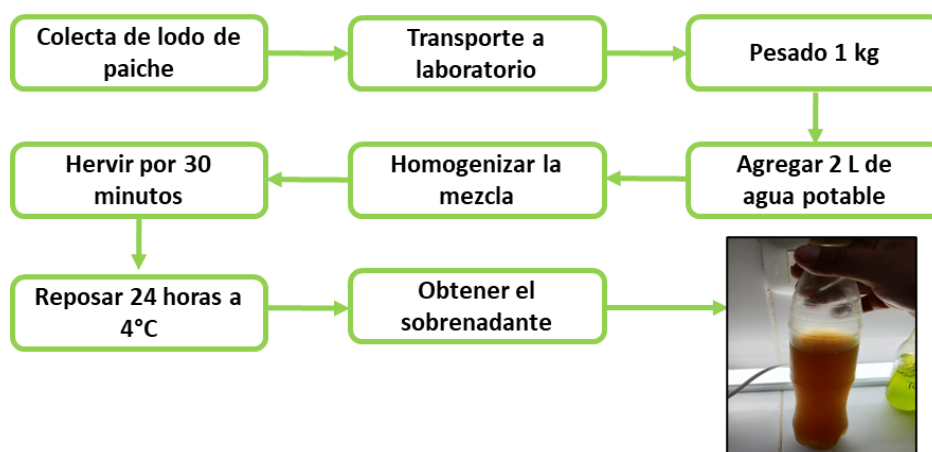 Colecta de lodo de
paiche
Transporte a
laboratorio
Pesado 1 kg
Agregar 2 L de
agua potable
Homogenizar la
mezcla
Hervir por 30
minutos
Reposar 24 horas a
4°C
Obtener el
sobrenadante